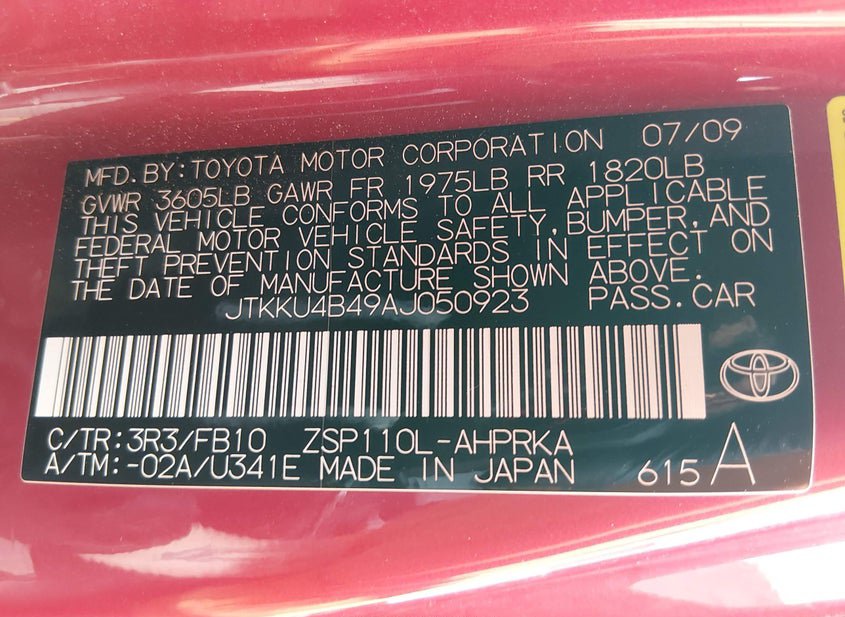 MFD. BY: TOYOTA MOTOR CORPORATION 07/09
GVWR 3605LB GAWR FR 1975LB RR 1820LB
THIS VEHICLE CONFORMS TO ALL APPLICABLE
FEDERAL MOTOR VEHICLE SAFETY, BUMPER, AND
THEFT PREVENTION STANDARDS IN EFFECT ON
THE DATE OF MANUFACTURE SHOWN ABOVE.
JTKKU4B49AJ050923 PASS. CAR
C/TR: 3R3/FB10 ZSP110L-AHPRKA
A/TM: -02A/U341E MADE IN JAPAN 615 A